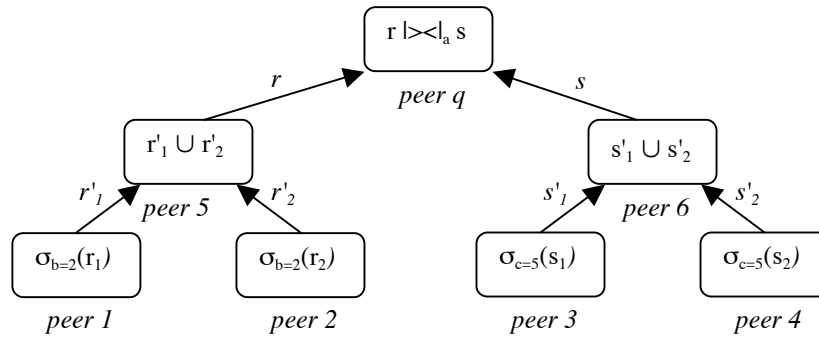 r |><|a s
peer q
r
s
r'1 ∪ r'2
s'1 ∪ s'2
peer 5
peer 6
r'1
r'2
s'1
s'2
σb=2(r1)
σb=2(r2)
σc=5(s1)
σc=5(s2)
peer 1
peer 2
peer 3
peer 4